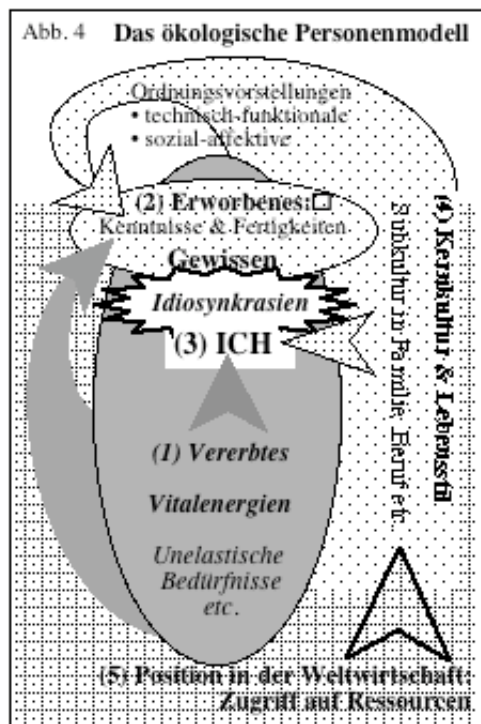 Abb. 4 Das ökologische Personenmodell
Ordnungsvorstellungen
• technisch-funktionale
• sozial-affektive
(2) Erworbenes:
Kenntnisse & Fertigkeiten
Gewissen
Idiosynkrasien
(3) ICH
(1) Vererbtes
Vitalenergien
Unelastische
Bedürfnisse
etc.
(4) Kernkultur & Lebensstil
Subkultur in Familie, Beruf etc.
(5) Position in der Weltwirtschaft:
Zugriff auf Ressourcen